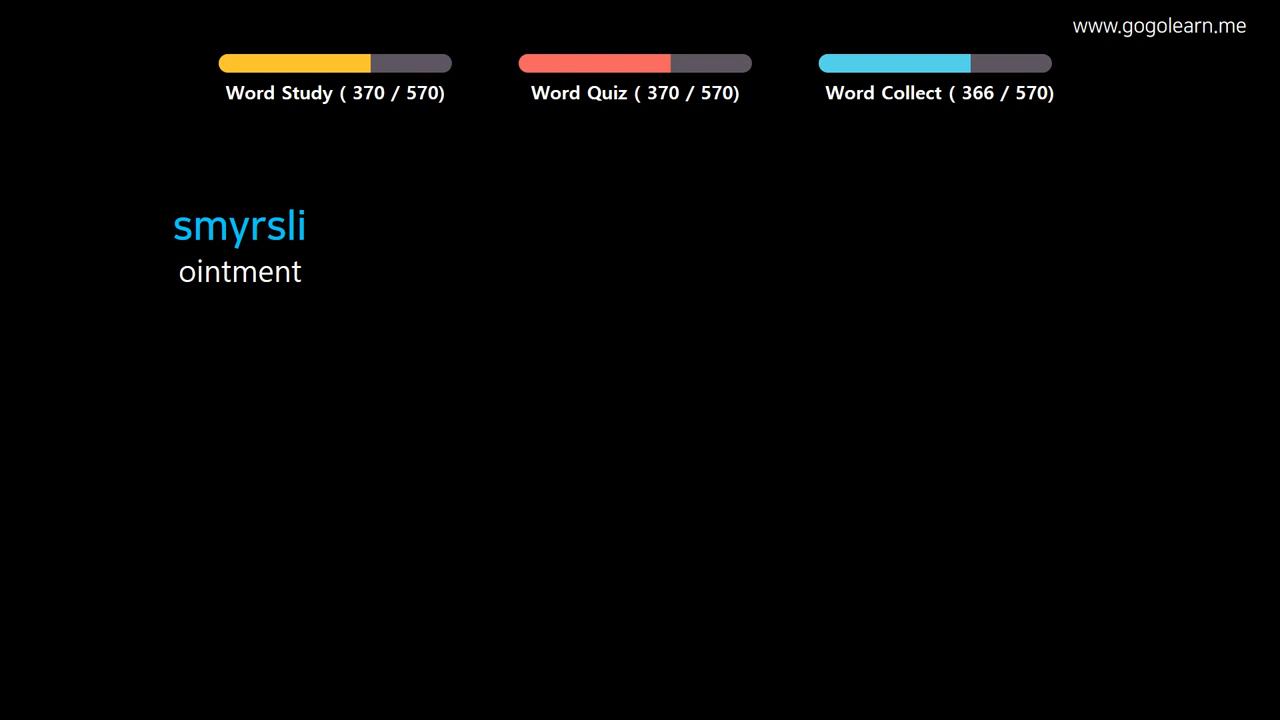 www.gogolearn.me
Word Study ( 370 / 570)
Word Quiz ( 370 / 570)
Word Collect ( 366 / 570)
smyrsli
ointment